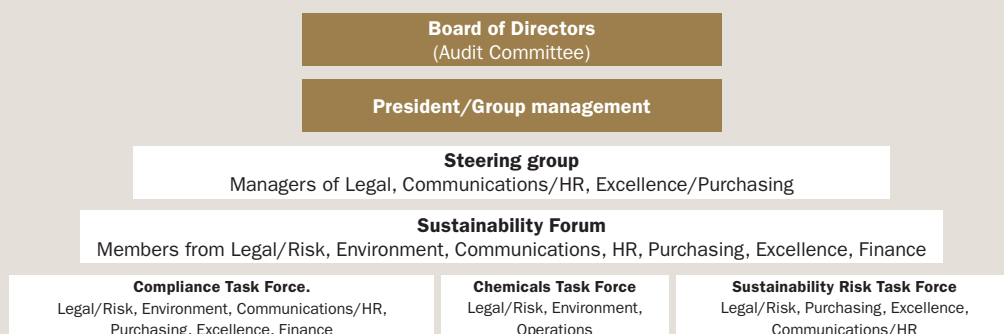 Board of Directors
(Audit Committee)
President/Group management
Steering group
Managers of Legal, Communications/HR, Excellence/Purchasing
Sustainability Forum
Members from Legal/Risk, Environment, Communications, HR, Purchasing, Excellence, Finance
Compliance Task Force.
Legal/Risk, Environment, Communications/HR,
Purchasing, Excellence, Finance
Chemicals Task Force
Legal/Risk, Environment,
Operations
Sustainability Risk Task Force
Legal/Risk, Purchasing, Excellence,
Communications/HR